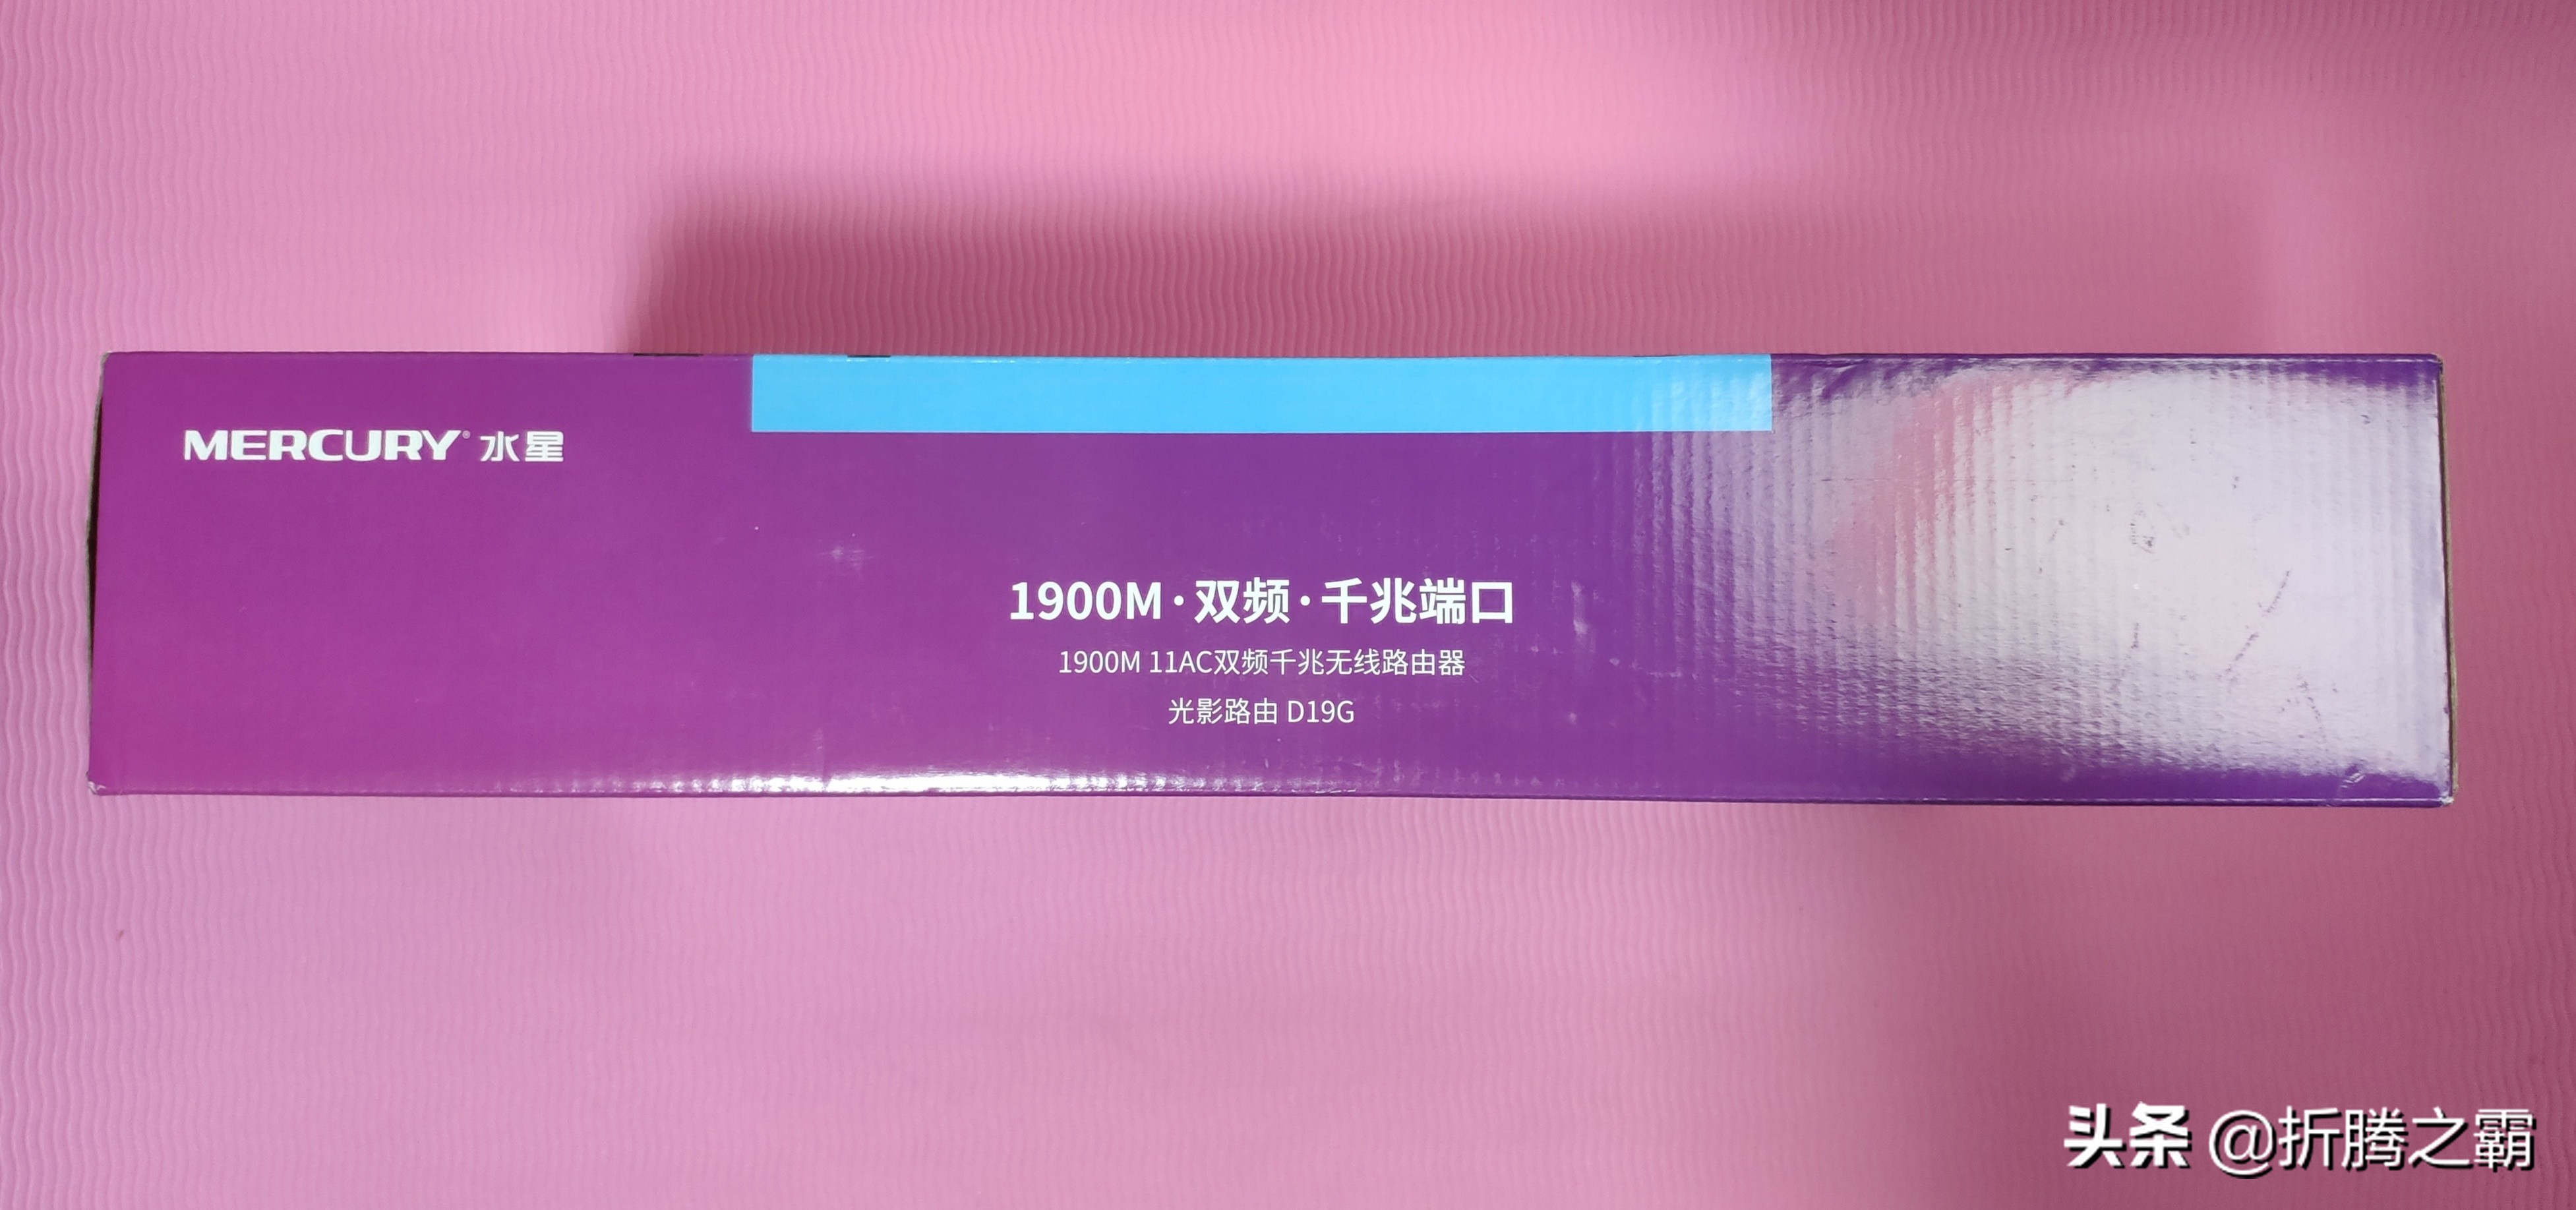 MERCURY® 水星
1900M·双频·千兆端口
1900M 11AC双频千兆无线路由器
光影路由 D19G
头条 @折腾之霸